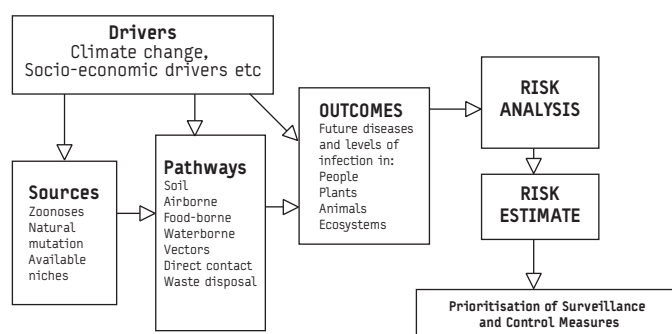 Drivers
Climate change,
Socio-economic drivers etc
Sources
Zoonoses
Natural
mutation
Available
niches
Pathways
Soil
Airborne
Food-borne
Waterborne
Vectors
Direct contact
Waste disposal
OUTCOMES
Future diseases
and levels of
infection in:
People
Plants
Animals
Ecosystems
RISK
ANALYSIS
RISK
ESTIMATE
Prioritisation of Surveillance
and Control Measures